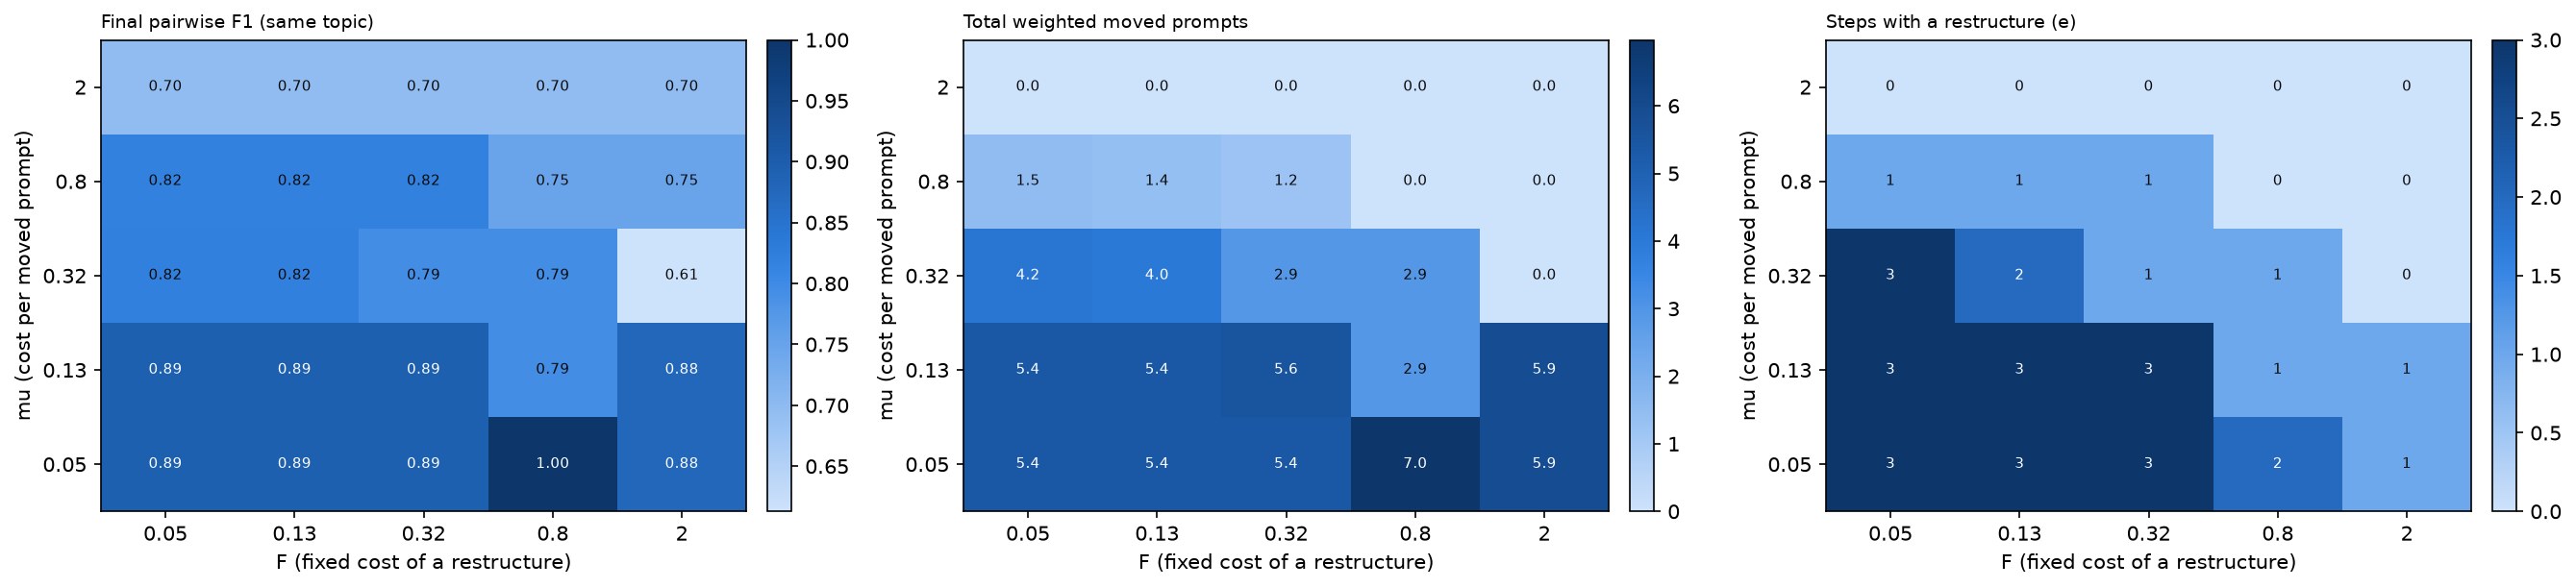 Final pairwise F1 (same topic)
2 0.70 0.70 0.70 0.70 0.70
0.8 0.82 0.82 0.82 0.75 0.75
0.32 0.82 0.82 0.79 0.79 0.61
0.13 0.89 0.89 0.89 0.79 0.88
0.05 0.89 0.89 0.89 1.00 0.88
0.05 0.13 0.32 0.8 2
mu (cost per moved prompt)
F (fixed cost of a restructure)
1.00
0.95
0.90
0.85
0.80
0.75
0.70
0.65
Total weighted moved prompts
2 0.0 0.0 0.0 0.0 0.0
0.8 1.5 1.4 1.2 0.0 0.0
0.32 4.2 4.0 2.9 2.9 0.0
0.13 5.4 5.4 5.6 2.9 5.9
0.05 5.4 5.4 5.4 7.0 5.9
0.05 0.13 0.32 0.8 2
mu (cost per moved prompt)
F (fixed cost of a restructure)
6
5
4
3
2
1
0
Steps with a restructure (e)
2 0 0 0 0 0
0.8 1 1 1 0 0
0.32 3 2 1 1 0
0.13 3 3 3 1 1
0.05 3 3 3 2 1
0.05 0.13 0.32 0.8 2
mu (cost per moved prompt)
F (fixed cost of a restructure)
3.0
2.5
2.0
1.5
1.0
0.5
0.0